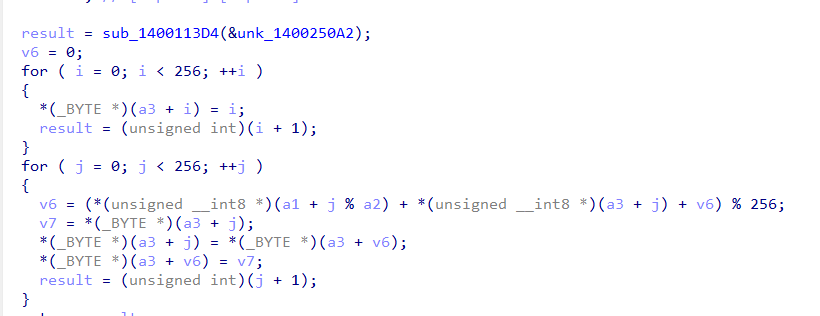 result = sub_1400113D4(&unk_1400250A2);
v6 = 0;
for ( i = 0; i < 256; ++i )
{
  *(_BYTE *)(a3 + i) = i;
  result = (unsigned int)(i + 1);
}
for ( j = 0; j < 256; ++j )
{
  v6 = (*(unsigned __int8 *)(a1 + j % a2) + *(unsigned __int8 *)(a3 + j) + v6) % 256;
  v7 = *(_BYTE *)(a3 + j);
  *(_BYTE *)(a3 + j) = *(_BYTE *)(a3 + v6);
  *(_BYTE *)(a3 + v6) = v7;
  result = (unsigned int)(j + 1);
}